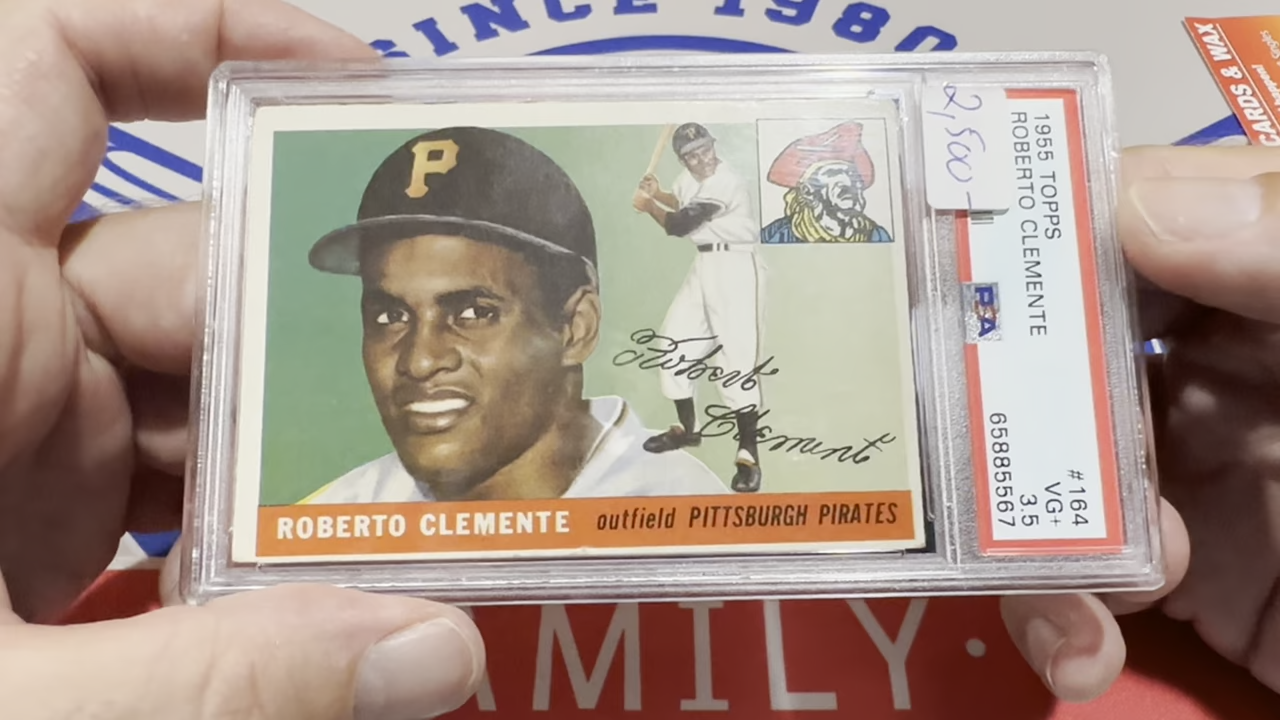 SINCE 1980
CARDS & WAX
P
2,500-
1955 TOPPS
ROBERTO CLEMENTE
PSA
#164
VG+
3.5
65885567
Roberto
Clemente
ROBERTO CLEMENTE outfield PITTSBURGH PIRATES
AMILY.